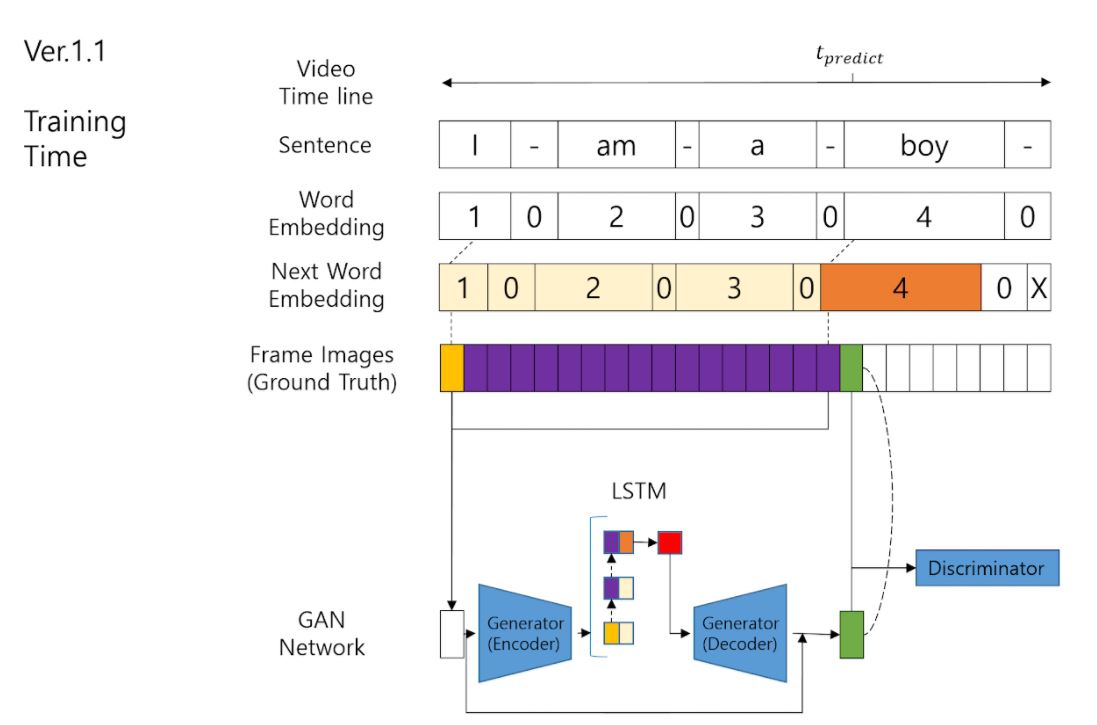 Ver.1.1
Training
Time
t_predict
Video
Time line
Sentence
I - am - a - boy -
Word
Embedding
1 0 2 0 3 0 4 0
Next Word
Embedding
1 0 2 0 3 0 4 0 X
Frame Images
(Ground Truth)
LSTM
Discriminator
GAN
Network
Generator
(Encoder)
Generator
(Decoder)